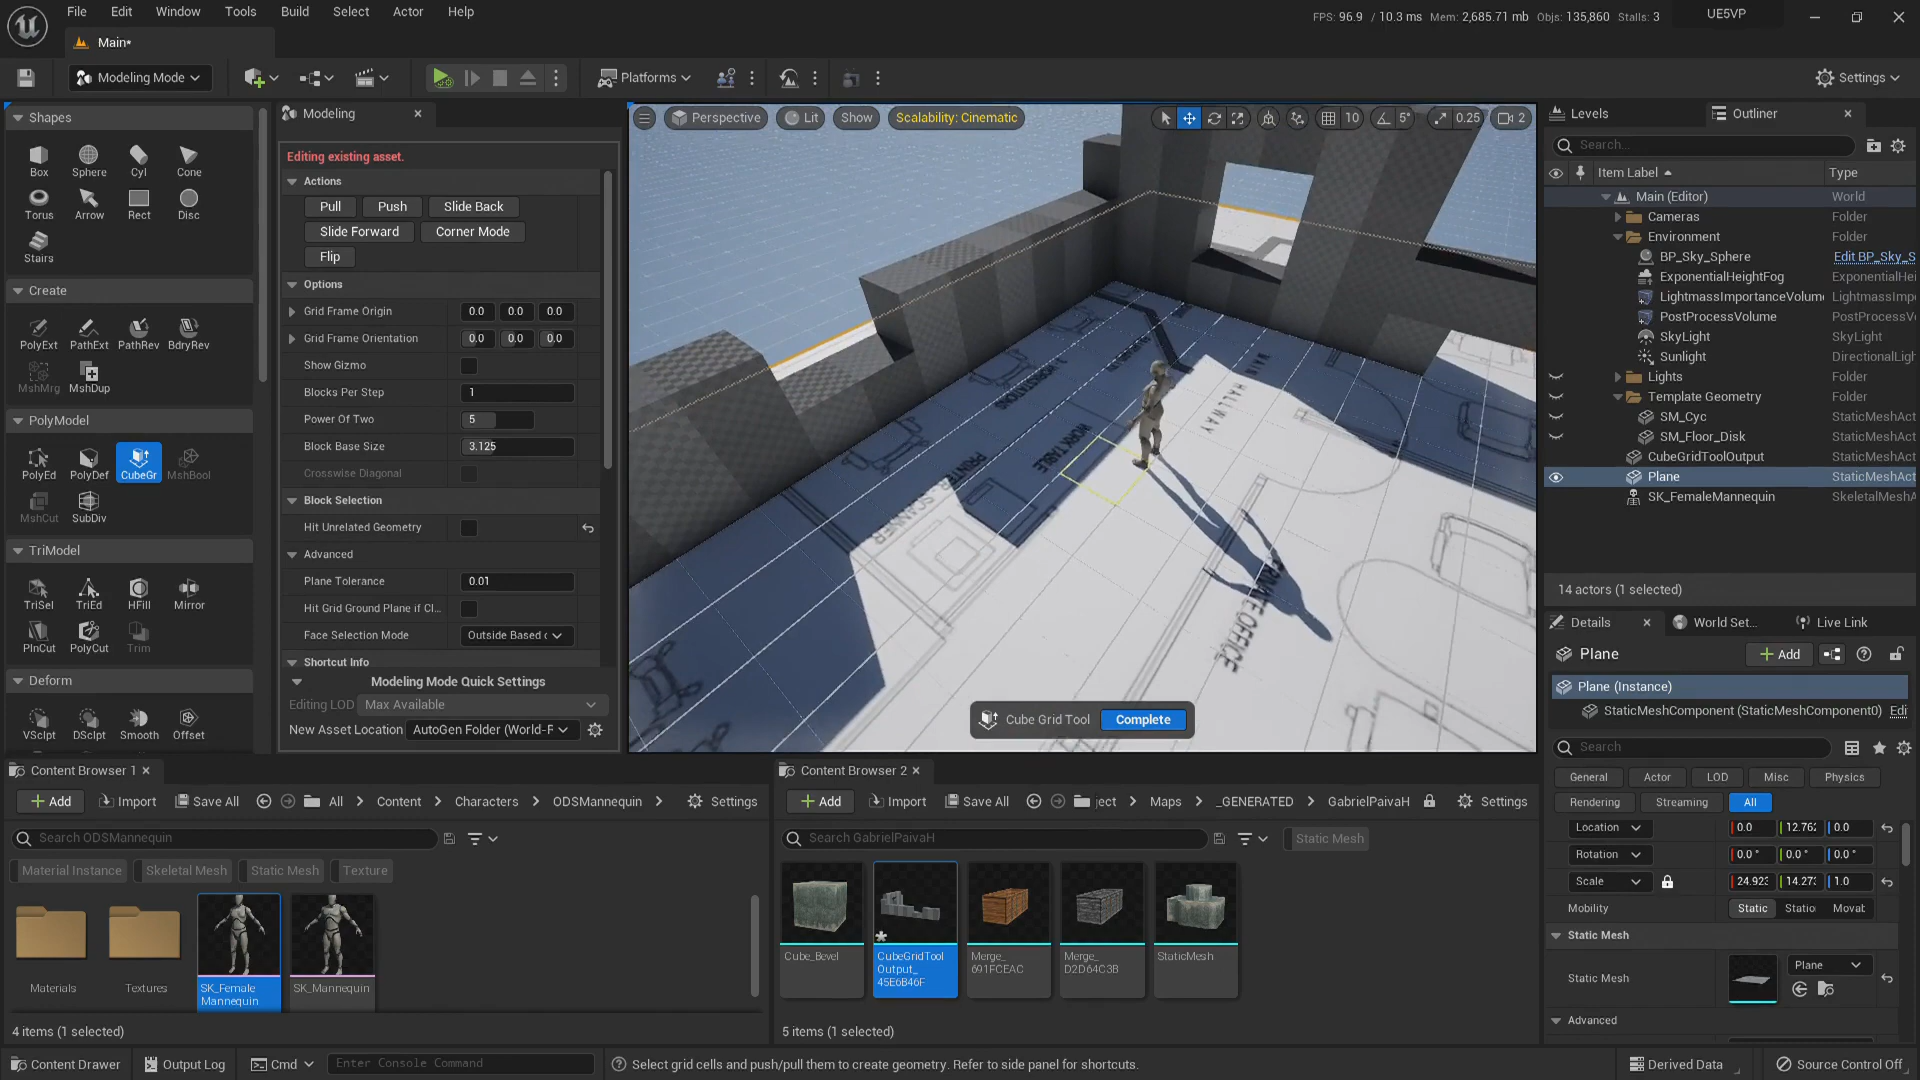 File Edit Window Tools Build Select Actor Help
FPS: 96.9 / 10.3 ms Mem: 2,685.71 mb Objs: 135,860 Stalls: 3
UE5VP
Main*
Modeling Mode
Platforms
Settings
Shapes
Box Sphere Cyl Cone
Torus Arrow Rect Disc
Stairs
Create
PolyExt PathExt PathRev BdryRev
MshMrg MshDup
PolyModel
PolyEd PolyDef CubeGr MshBool
MshCut SubDiv
TriModel
TriSel TriEd HFill Mirror
PlnCut PolyCut Trim
Deform
VSclpt DSclpt Smooth Offset
Modeling
Editing existing asset.
Actions
Pull Push Slide Back
Slide Forward Corner Mode
Flip
Options
Grid Frame Origin 0.0 0.0 0.0
Grid Frame Orientation 0.0 0.0 0.0
Show Gizmo
Blocks Per Step 1
Power Of Two 5
Block Base Size 3.125
Crosswise Diagonal
Block Selection
Hit Unrelated Geometry
Advanced
Plane Tolerance 0.01
Hit Grid Ground Plane if Cl...
Face Selection Mode Outside Based o
Shortcut Info
Modeling Mode Quick Settings
Editing LOD Max Available
New Asset Location AutoGen Folder (World-F
Perspective Lit Show Scalability: Cinematic
10 5° 0.25 2
MAIN HALWAY
WORK TABLE
PRINTER SCANNER
PRIVATE OFFICE
Cube Grid Tool Complete
Levels Outliner
Search...
Item Label Type
Main (Editor) World
Cameras Folder
Environment Folder
BP_Sky_Sphere Edit BP_Sky_S
ExponentialHeightFog ExponentialHei
LightmassImportanceVolum LightmassImpo
PostProcessVolume PostProcessVo
SkyLight SkyLight
Sunlight DirectionalLigh
Lights Folder
Template Geometry Folder
SM_Cyc StaticMeshAct
SM_Floor_Disk StaticMeshAct
CubeGridToolOutput StaticMeshAct
Plane StaticMeshAct
SK_FemaleMannequin SkeletalMeshA
14 actors (1 selected)
Details World Set... Live Link
Plane Add
Plane (Instance)
StaticMeshComponent (StaticMeshComponent0) Edi
Search
General Actor LOD Misc Physics
Rendering Streaming All
Location 0.0 12.762 0.0
Rotation 0.0 ° 0.0 ° 0.0 °
Scale 24.923 14.273 1.0
Mobility Static Statio Movab
Static Mesh
Static Mesh Plane
Advanced
Content Browser 1
Add Import Save All All Content Characters ODSMannequin Settings
Search ODSMannequin
Material Instance Skeletal Mesh Static Mesh Texture
Materials Textures SK_Female Mannequin SK_Mannequin
4 items (1 selected)
Content Browser 2
Add Import Save All ject Maps _GENERATED GabrielPaivaH Settings
Search GabrielPaivaH
Static Mesh
Cube_Bevel CubeGridTool Output_ 45E6B46F Merge_ 691FCEAC Merge_ D2D64C3B StaticMesh
5 items (1 selected)
Content Drawer Output Log Cmd Enter Console Command
Select grid cells and push/pull them to create geometry. Refer to side panel for shortcuts.
Derived Data Source Control Off